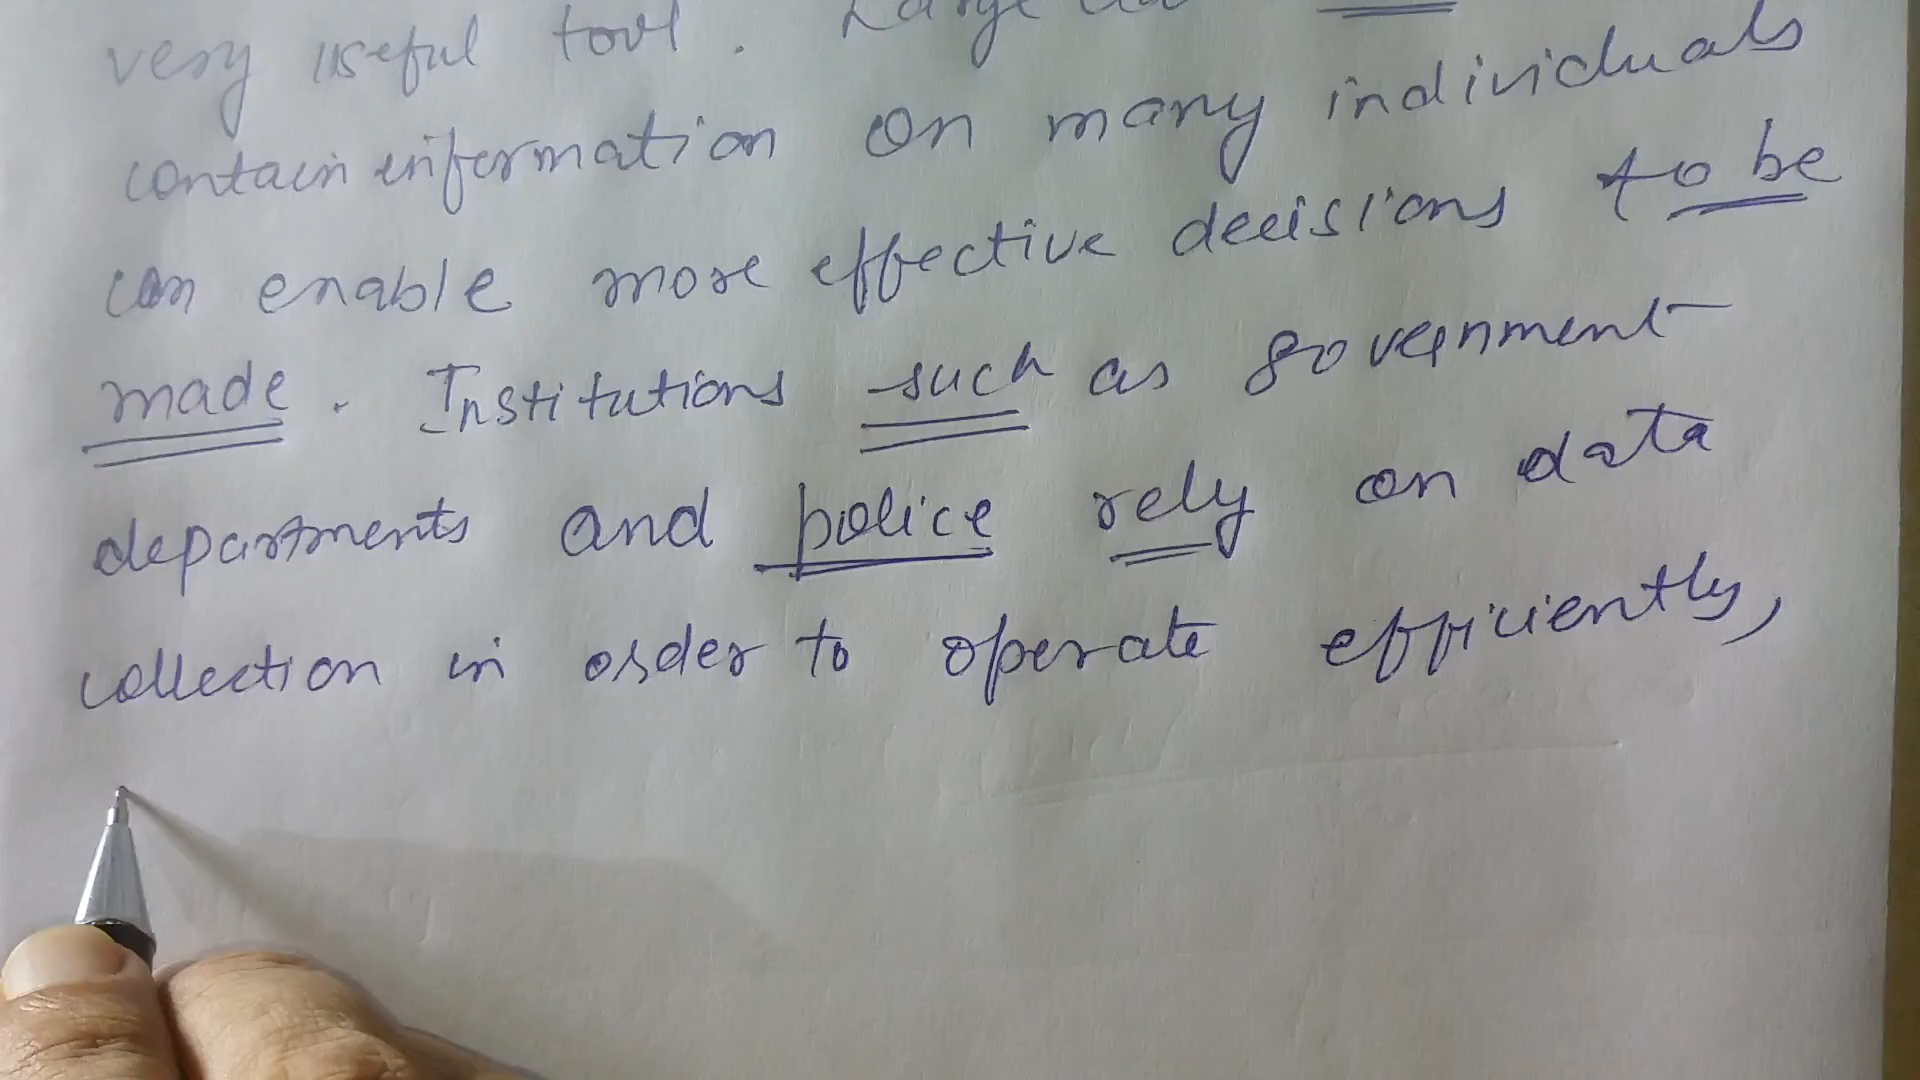 very useful tool. Large
contain information on many individuals
can enable more effective decisions to be
made. Institutions such as government
departments and police rely on data
collection in order to operate efficiently,